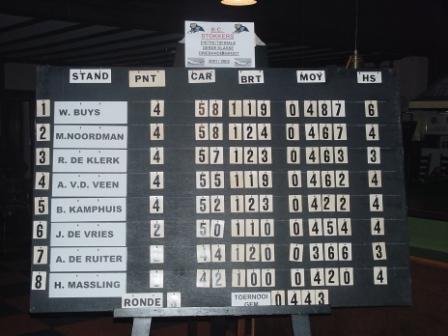 B.C.
STOKKERS
STAND PNT CAR BRT MOY HS
1 W. BUYS 4 58 119 0487 6
2 M.NOORDMAN 4 58 124 0467 4
3 R. DE KLERK 4 57 123 0463 3
4 A. V.D. VEEN 4 55 119 0462 4
5 B. KAMPHUIS 4 52 123 0422 4
6 J. DE VRIES 2 50 110 0454 4
7 A. DE RUITER 44 120 0366 3
8 H. MASSLING 42 100 0420 4
RONDE TOERNOOI 0443
GEM